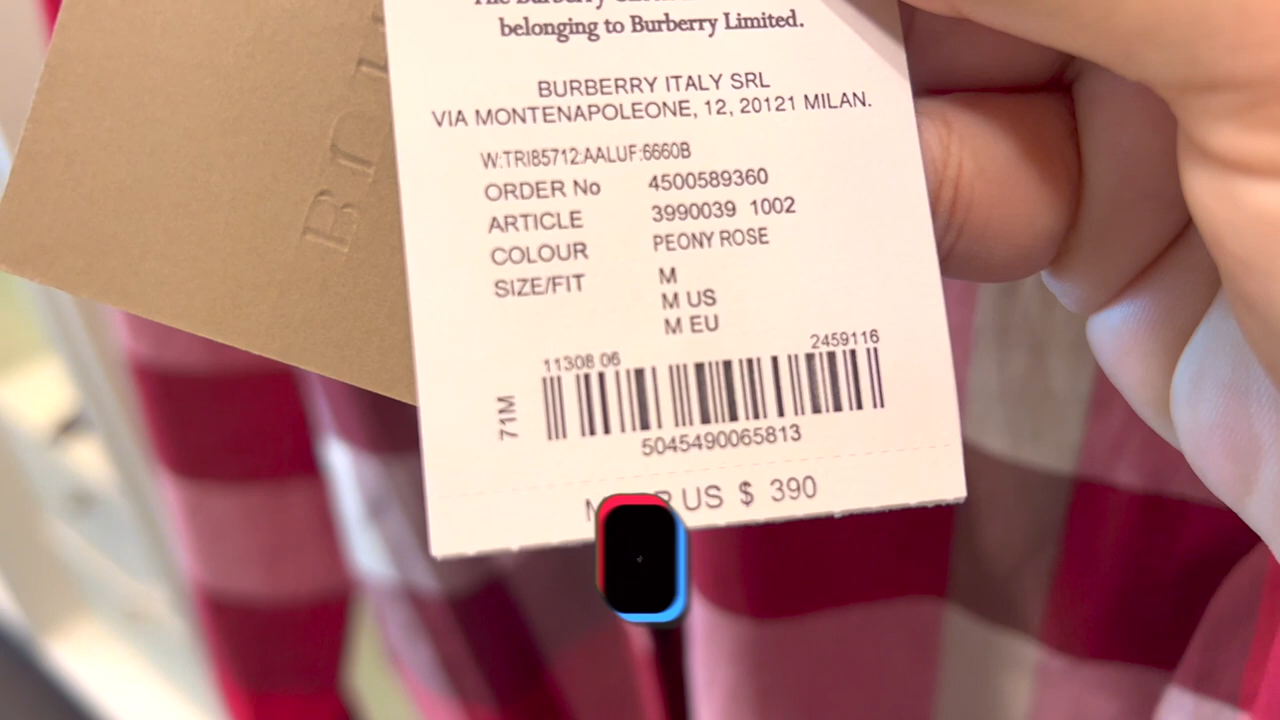 belonging to Burberry Limited.
BURBERRY ITALY SRL
VIA MONTENAPOLEONE, 12, 20121 MILAN.
W:TRI85712:AALUF:6660B
ORDER No 4500589360
ARTICLE 3990039 1002
COLOUR PEONY ROSE
SIZE/FIT M
M US
M EU
11308 06 2459116
71M
5045490065813
US $ 390